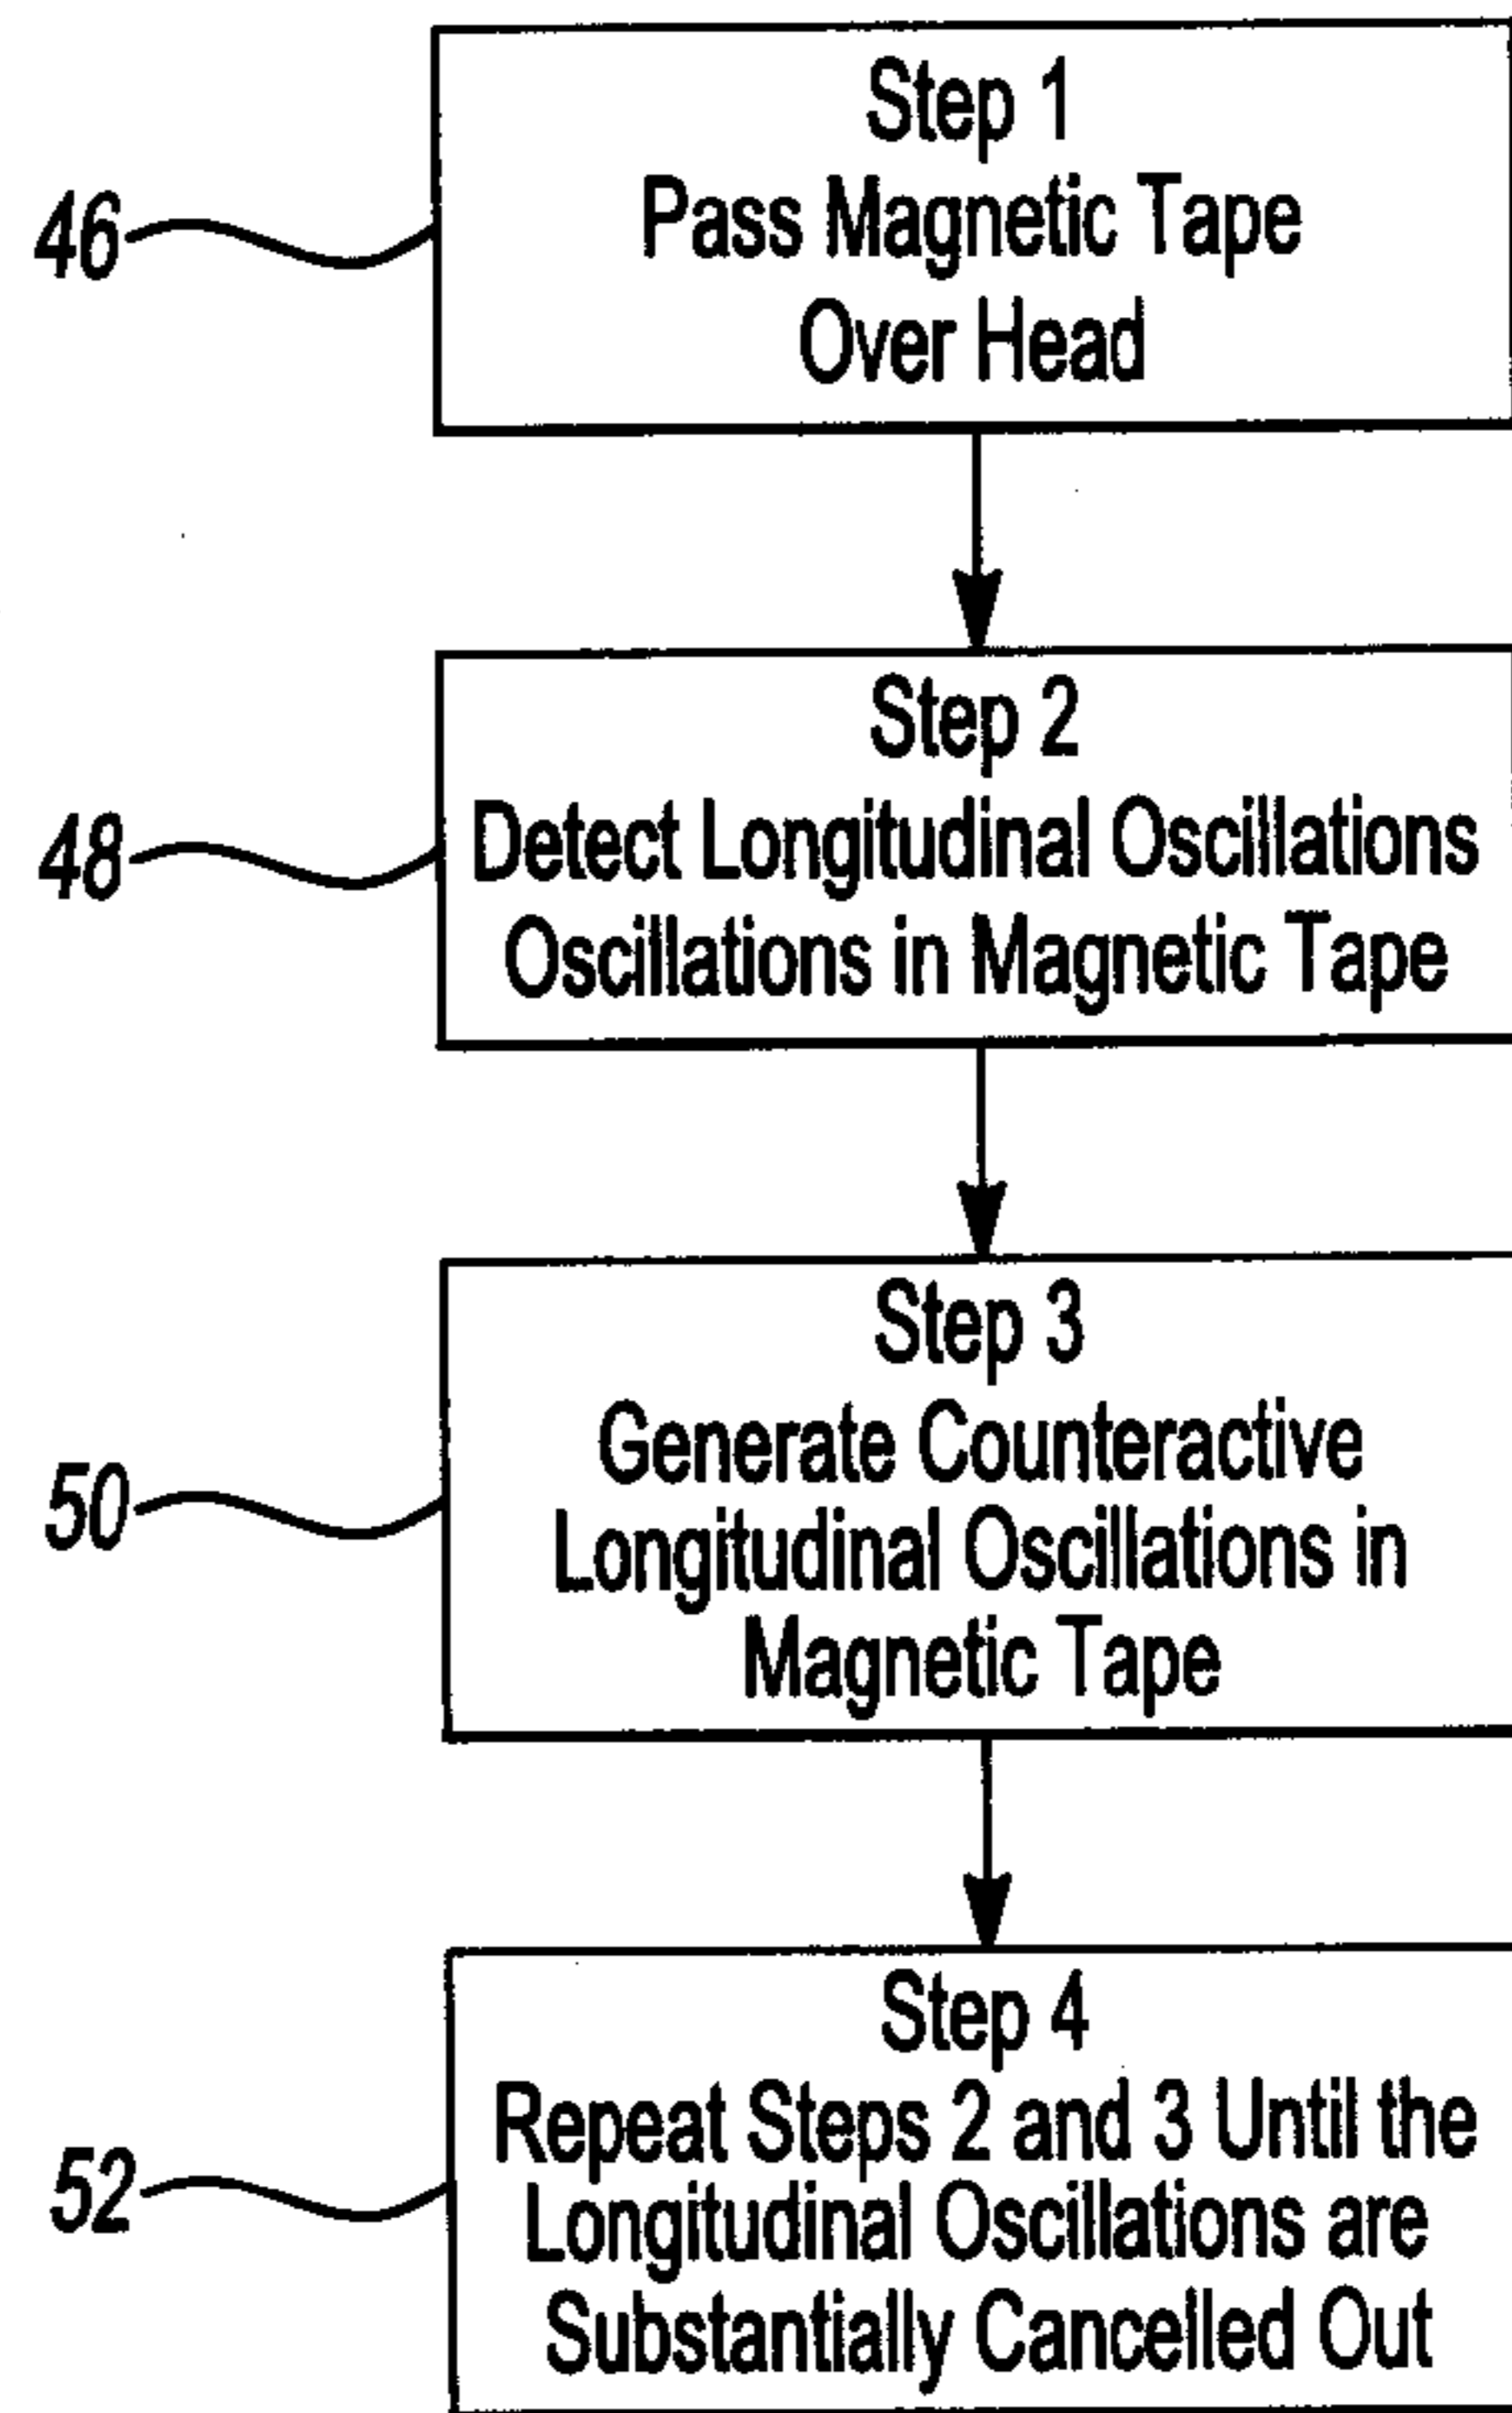 Step 1
Pass Magnetic Tape
Over Head
46
Step 2
Detect Longitudinal Oscillations
Oscillations in Magnetic Tape
48
Step 3
Generate Counteractive
Longitudinal Oscillations in
Magnetic Tape
50
Step 4
Repeat Steps 2 and 3 Until the
Longitudinal Oscillations are
Substantially Cancelled Out
52